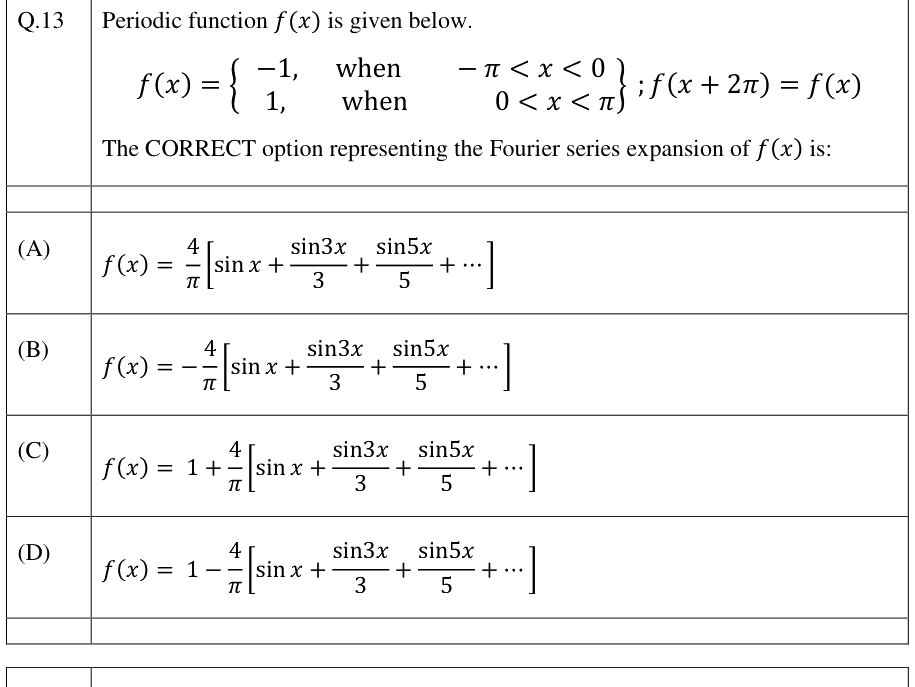 Q.13 Periodic function f(x) is given below.
f(x) = { −1, when − π < x < 0
1, when 0 < x < π } ; f(x + 2π) = f(x)
The CORRECT option representing the Fourier series expansion of f(x) is:
(A) f(x) = 4/π [sin x + sin3x/3 + sin5x/5 + ⋯]
(B) f(x) = − 4/π [sin x + sin3x/3 + sin5x/5 + ⋯]
(C) f(x) = 1 + 4/π [sin x + sin3x/3 + sin5x/5 + ⋯]
(D) f(x) = 1 − 4/π [sin x + sin3x/3 + sin5x/5 + ⋯]